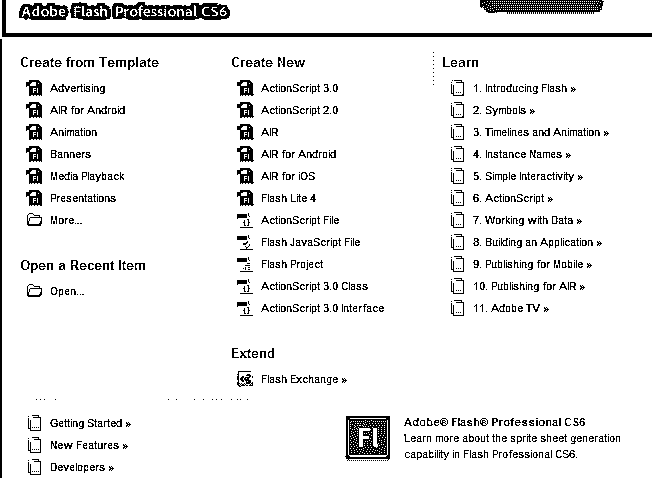 Adobe Flash Professional CS6
Create from Template
Advertising
AIR for Android
Animation
Banners
Media Playback
Presentations
More...
Open a Recent Item
Open...
Create New
ActionScript 3.0
ActionScript 2.0
AIR
AIR for Android
AIR for iOS
Flash Lite 4
ActionScript File
Flash JavaScript File
Flash Project
ActionScript 3.0 Class
ActionScript 3.0 Interface
Extend
Flash Exchange »
Learn
1. Introducing Flash »
2. Symbols »
3. Timelines and Animation »
4. Instance Names »
5. Simple Interactivity »
6. ActionScript »
7. Working with Data »
8. Building an Application »
9. Publishing for Mobile »
10. Publishing for AIR »
11. Adobe TV »
Getting Started »
New Features »
Developers »
Fl
Adobe® Flash® Professional CS6
Learn more about the sprite sheet generation
capability in Flash Professional CS6.